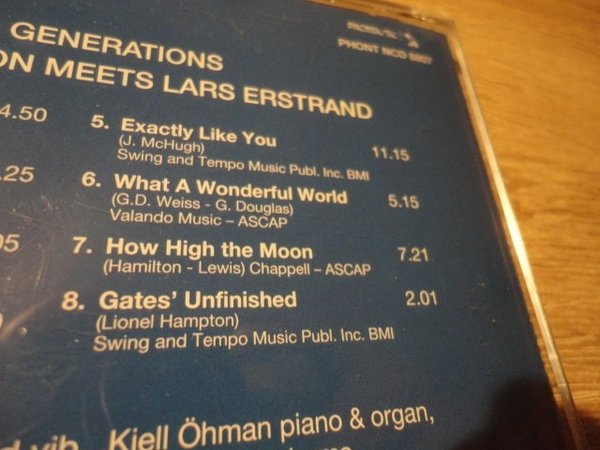 GENERATIONS
ON MEETS LARS ERSTRAND
PHONT NCD
4.50
5. Exactly Like You 11.15
(J. McHugh)
Swing and Tempo Music Publ. Inc. BMI
.25
6. What A Wonderful World 5.15
(G.D. Weiss - G. Douglas)
Valando Music – ASCAP
05
7. How High the Moon 7.21
(Hamilton - Lewis) Chappell – ASCAP
8. Gates' Unfinished 2.01
(Lionel Hampton)
Swing and Tempo Music Publ. Inc. BMI
d vib Kjell Öhman piano & organ,